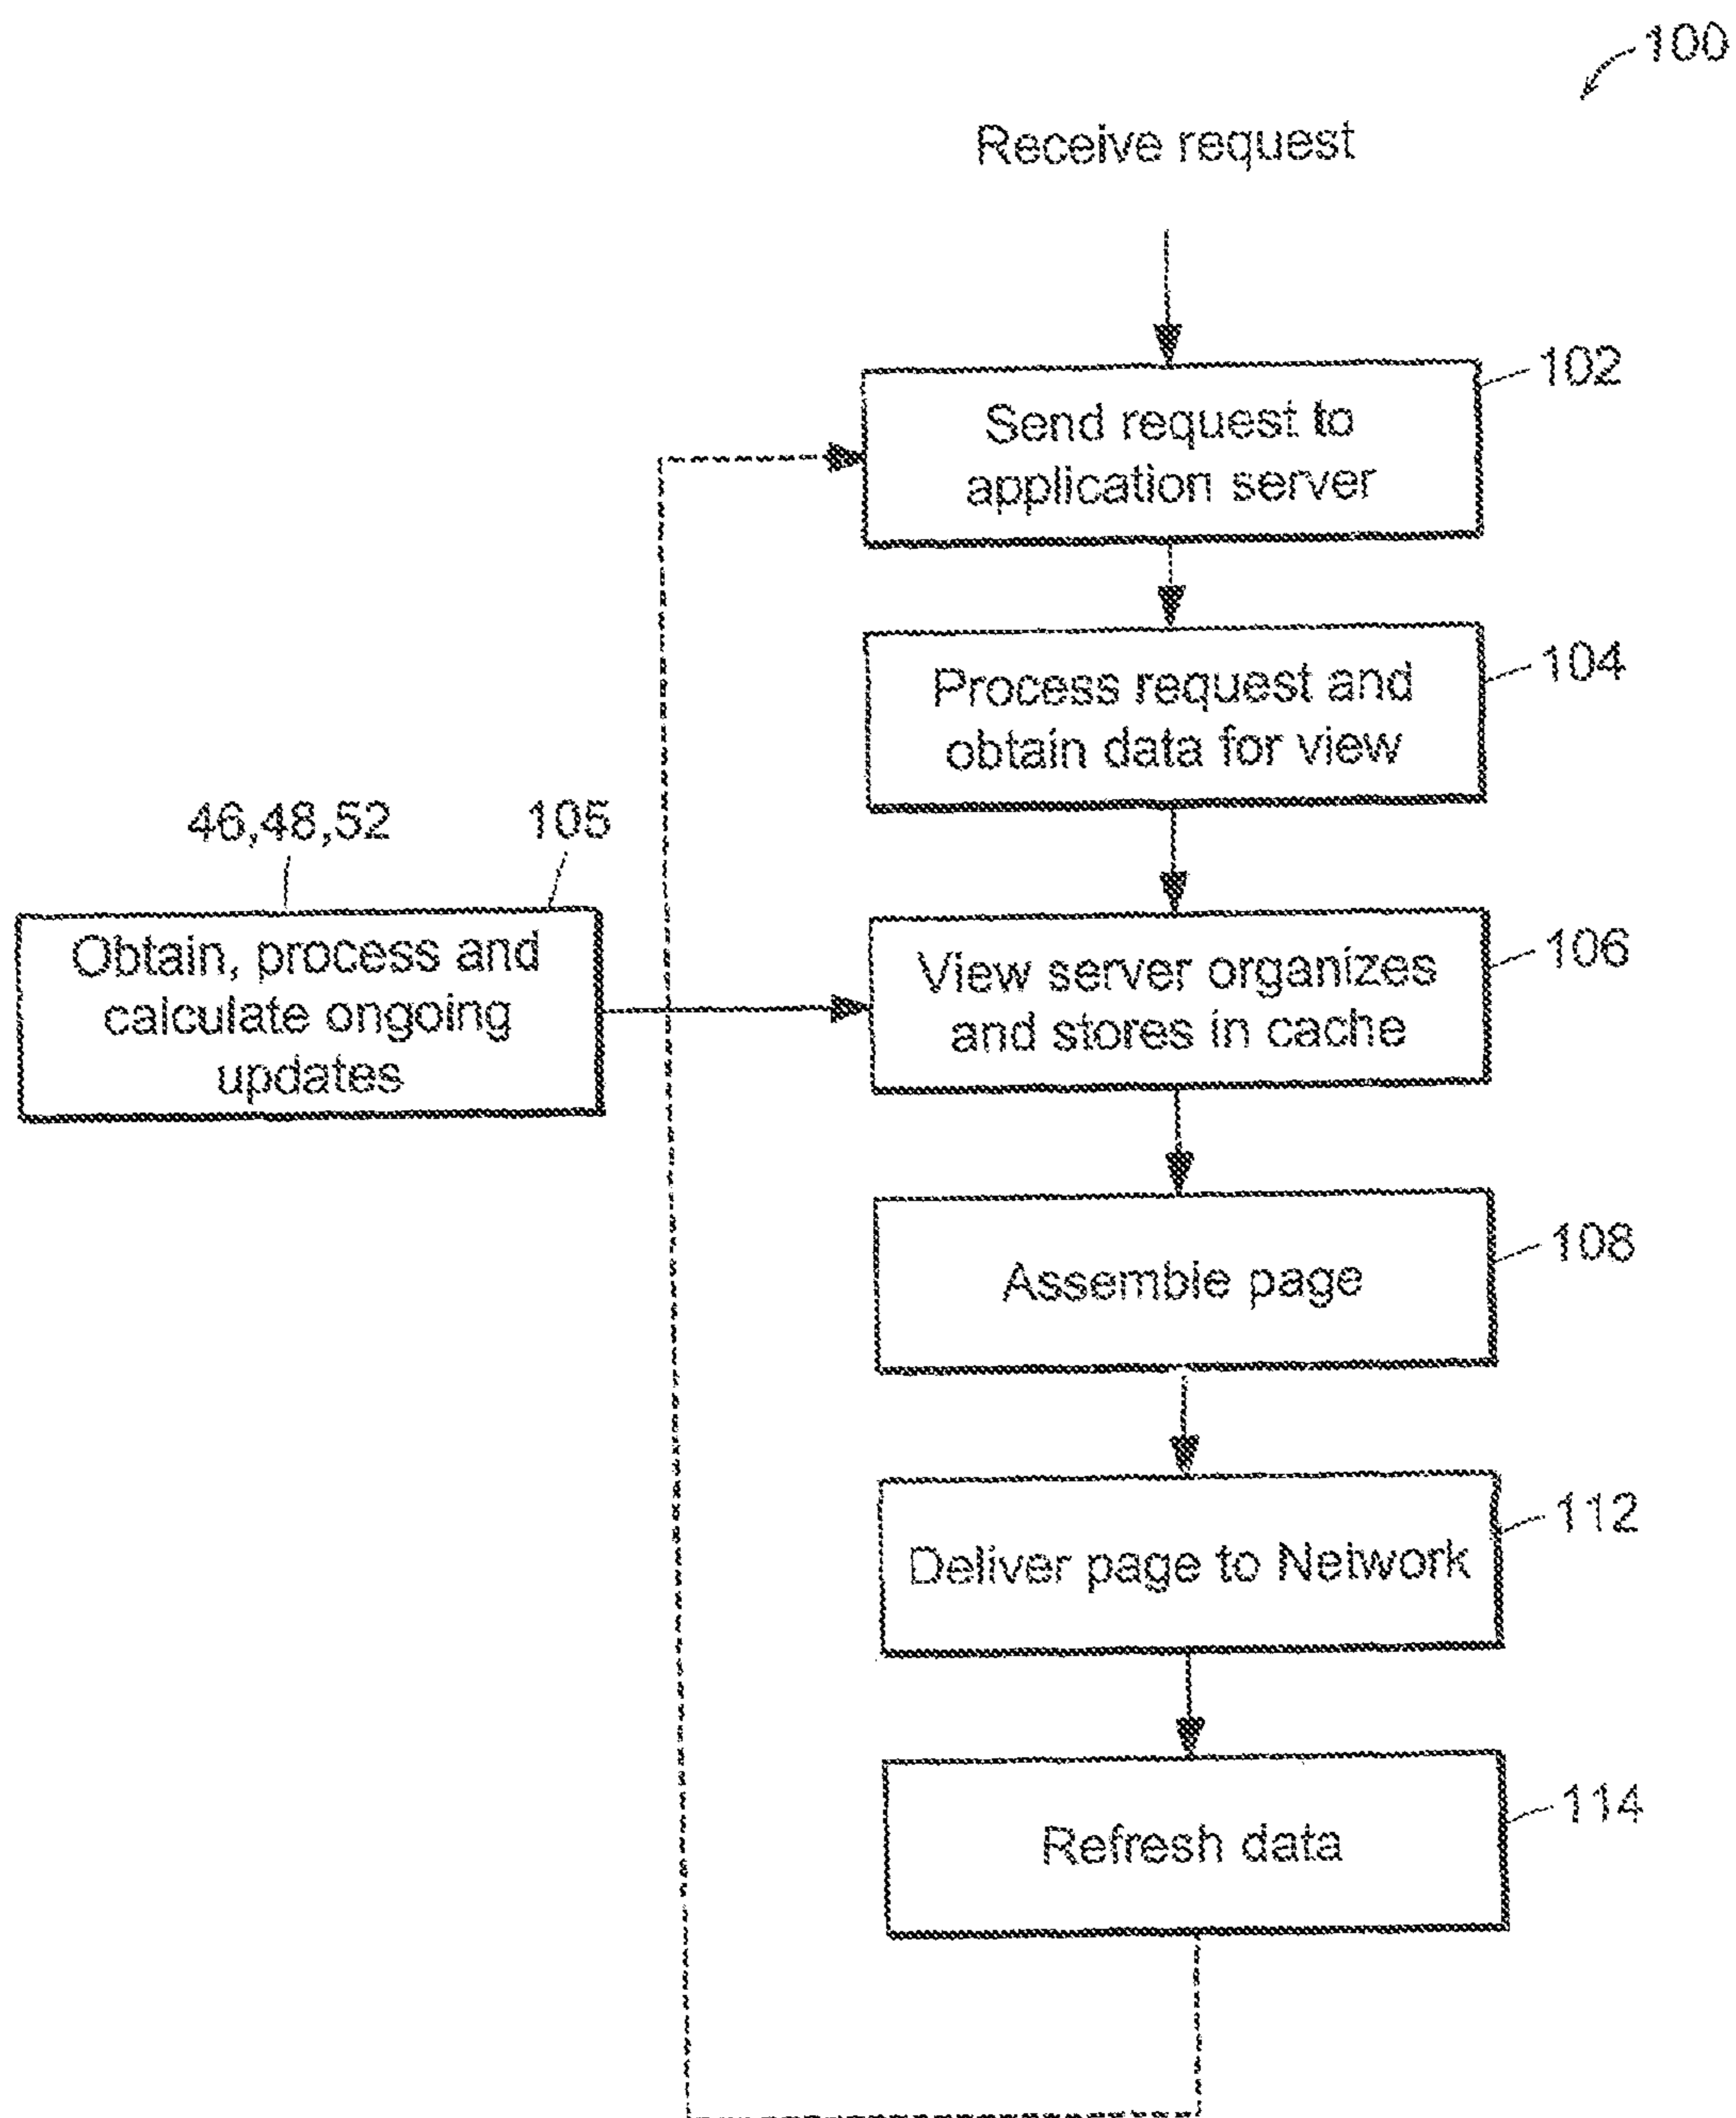 100
Receive request
102
Send request to
application server
104
Process request and
obtain data for view
46,48,52
105
Obtain, process and
calculate ongoing
updates
106
View server organizes
and stores in cache
108
Assemble page
112
Deliver page to Network
114
Refresh data